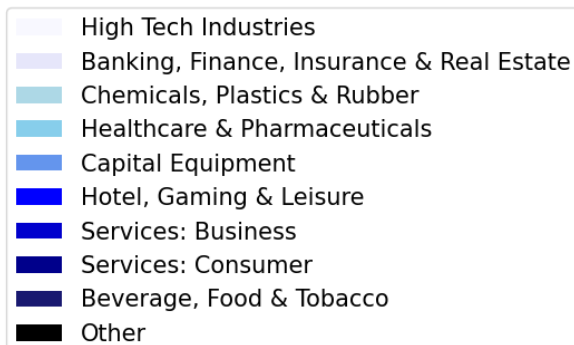 High Tech Industries
Banking, Finance, Insurance & Real Estate
Chemicals, Plastics & Rubber
Healthcare & Pharmaceuticals
Capital Equipment
Hotel, Gaming & Leisure
Services: Business
Services: Consumer
Beverage, Food & Tobacco
Other